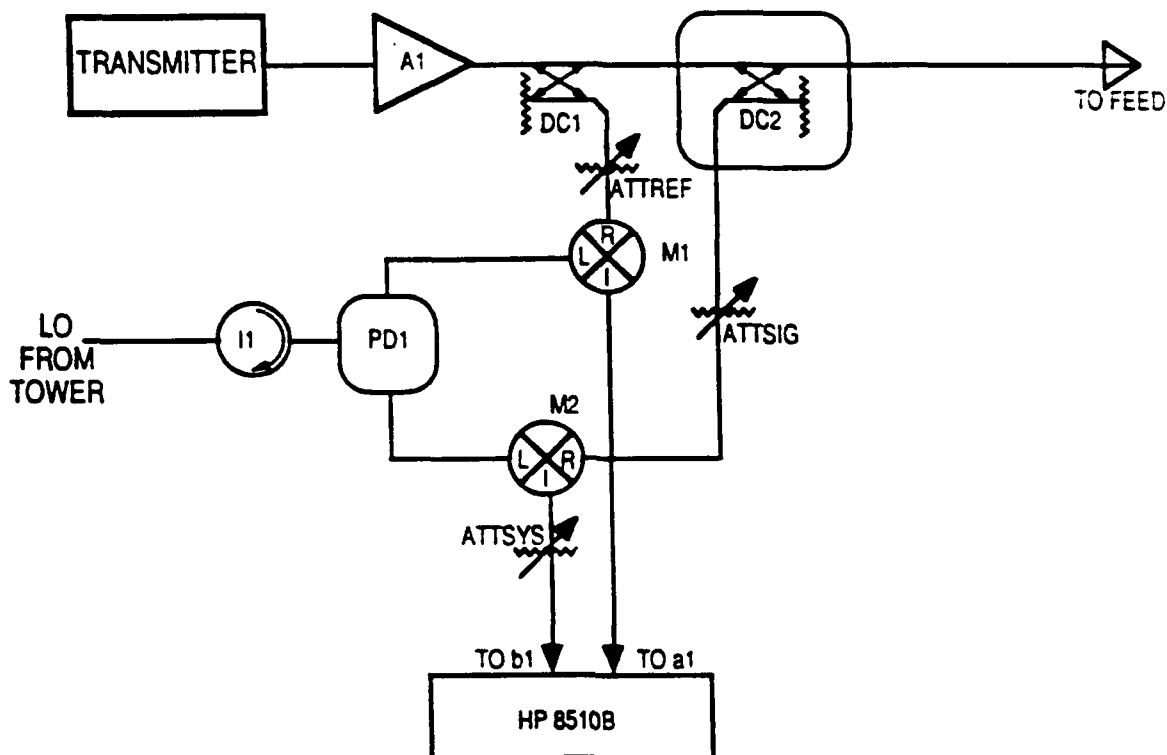 TRANSMITTER
A1
DC1
DC2
TO FEED
ATTREF
R
L
I
M1
LO
FROM
TOWER
I1
PD1
ATTSIG
M2
L
R
I
ATTSYS
TO b1
TO a1
HP 8510B